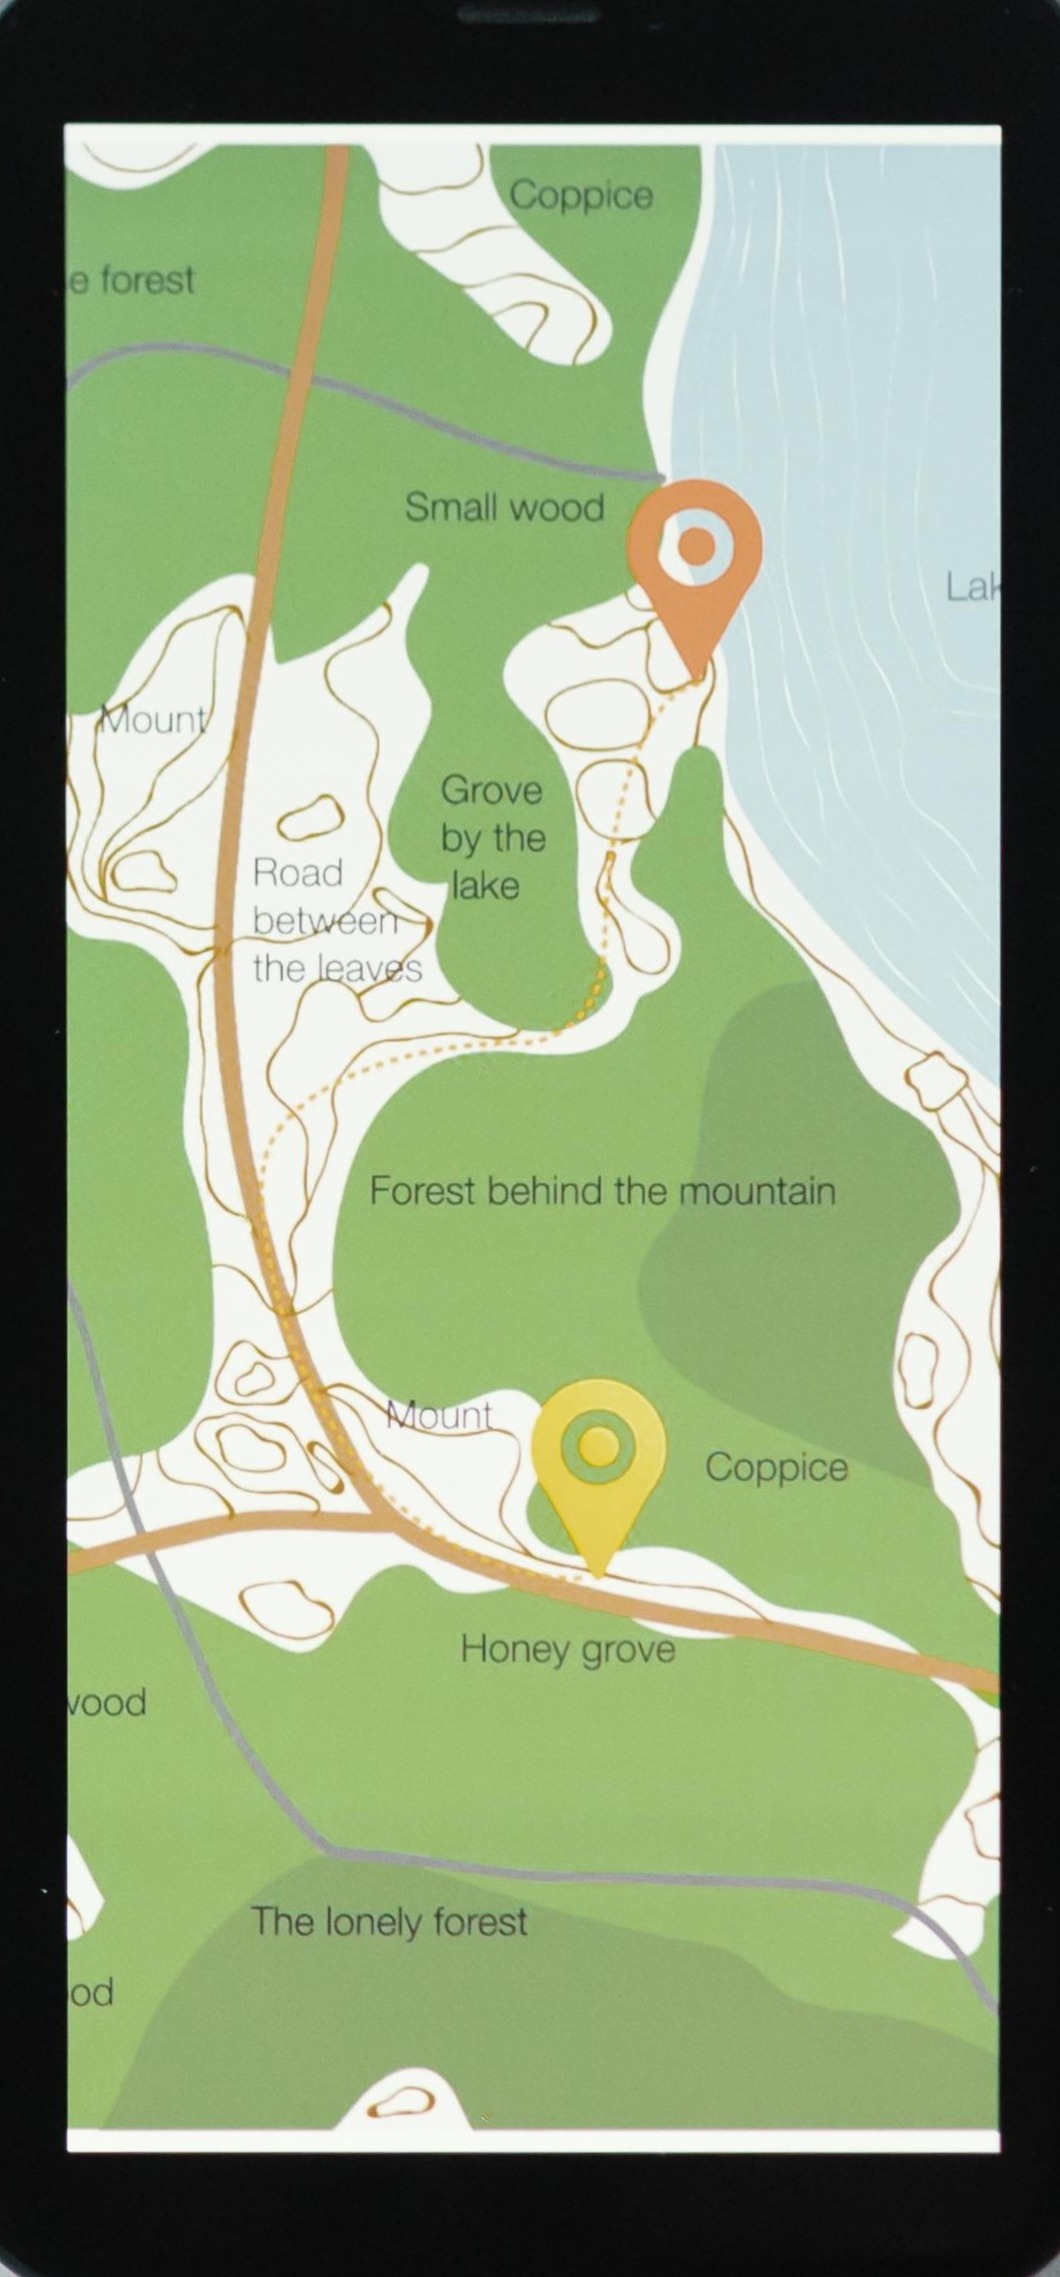 Coppice
e forest
Small wood
Lak
Mount
Grove
by the
lake
Road
between
the leaves
Forest behind the mountain
Mount
Coppice
Honey grove
wood
The lonely forest
od